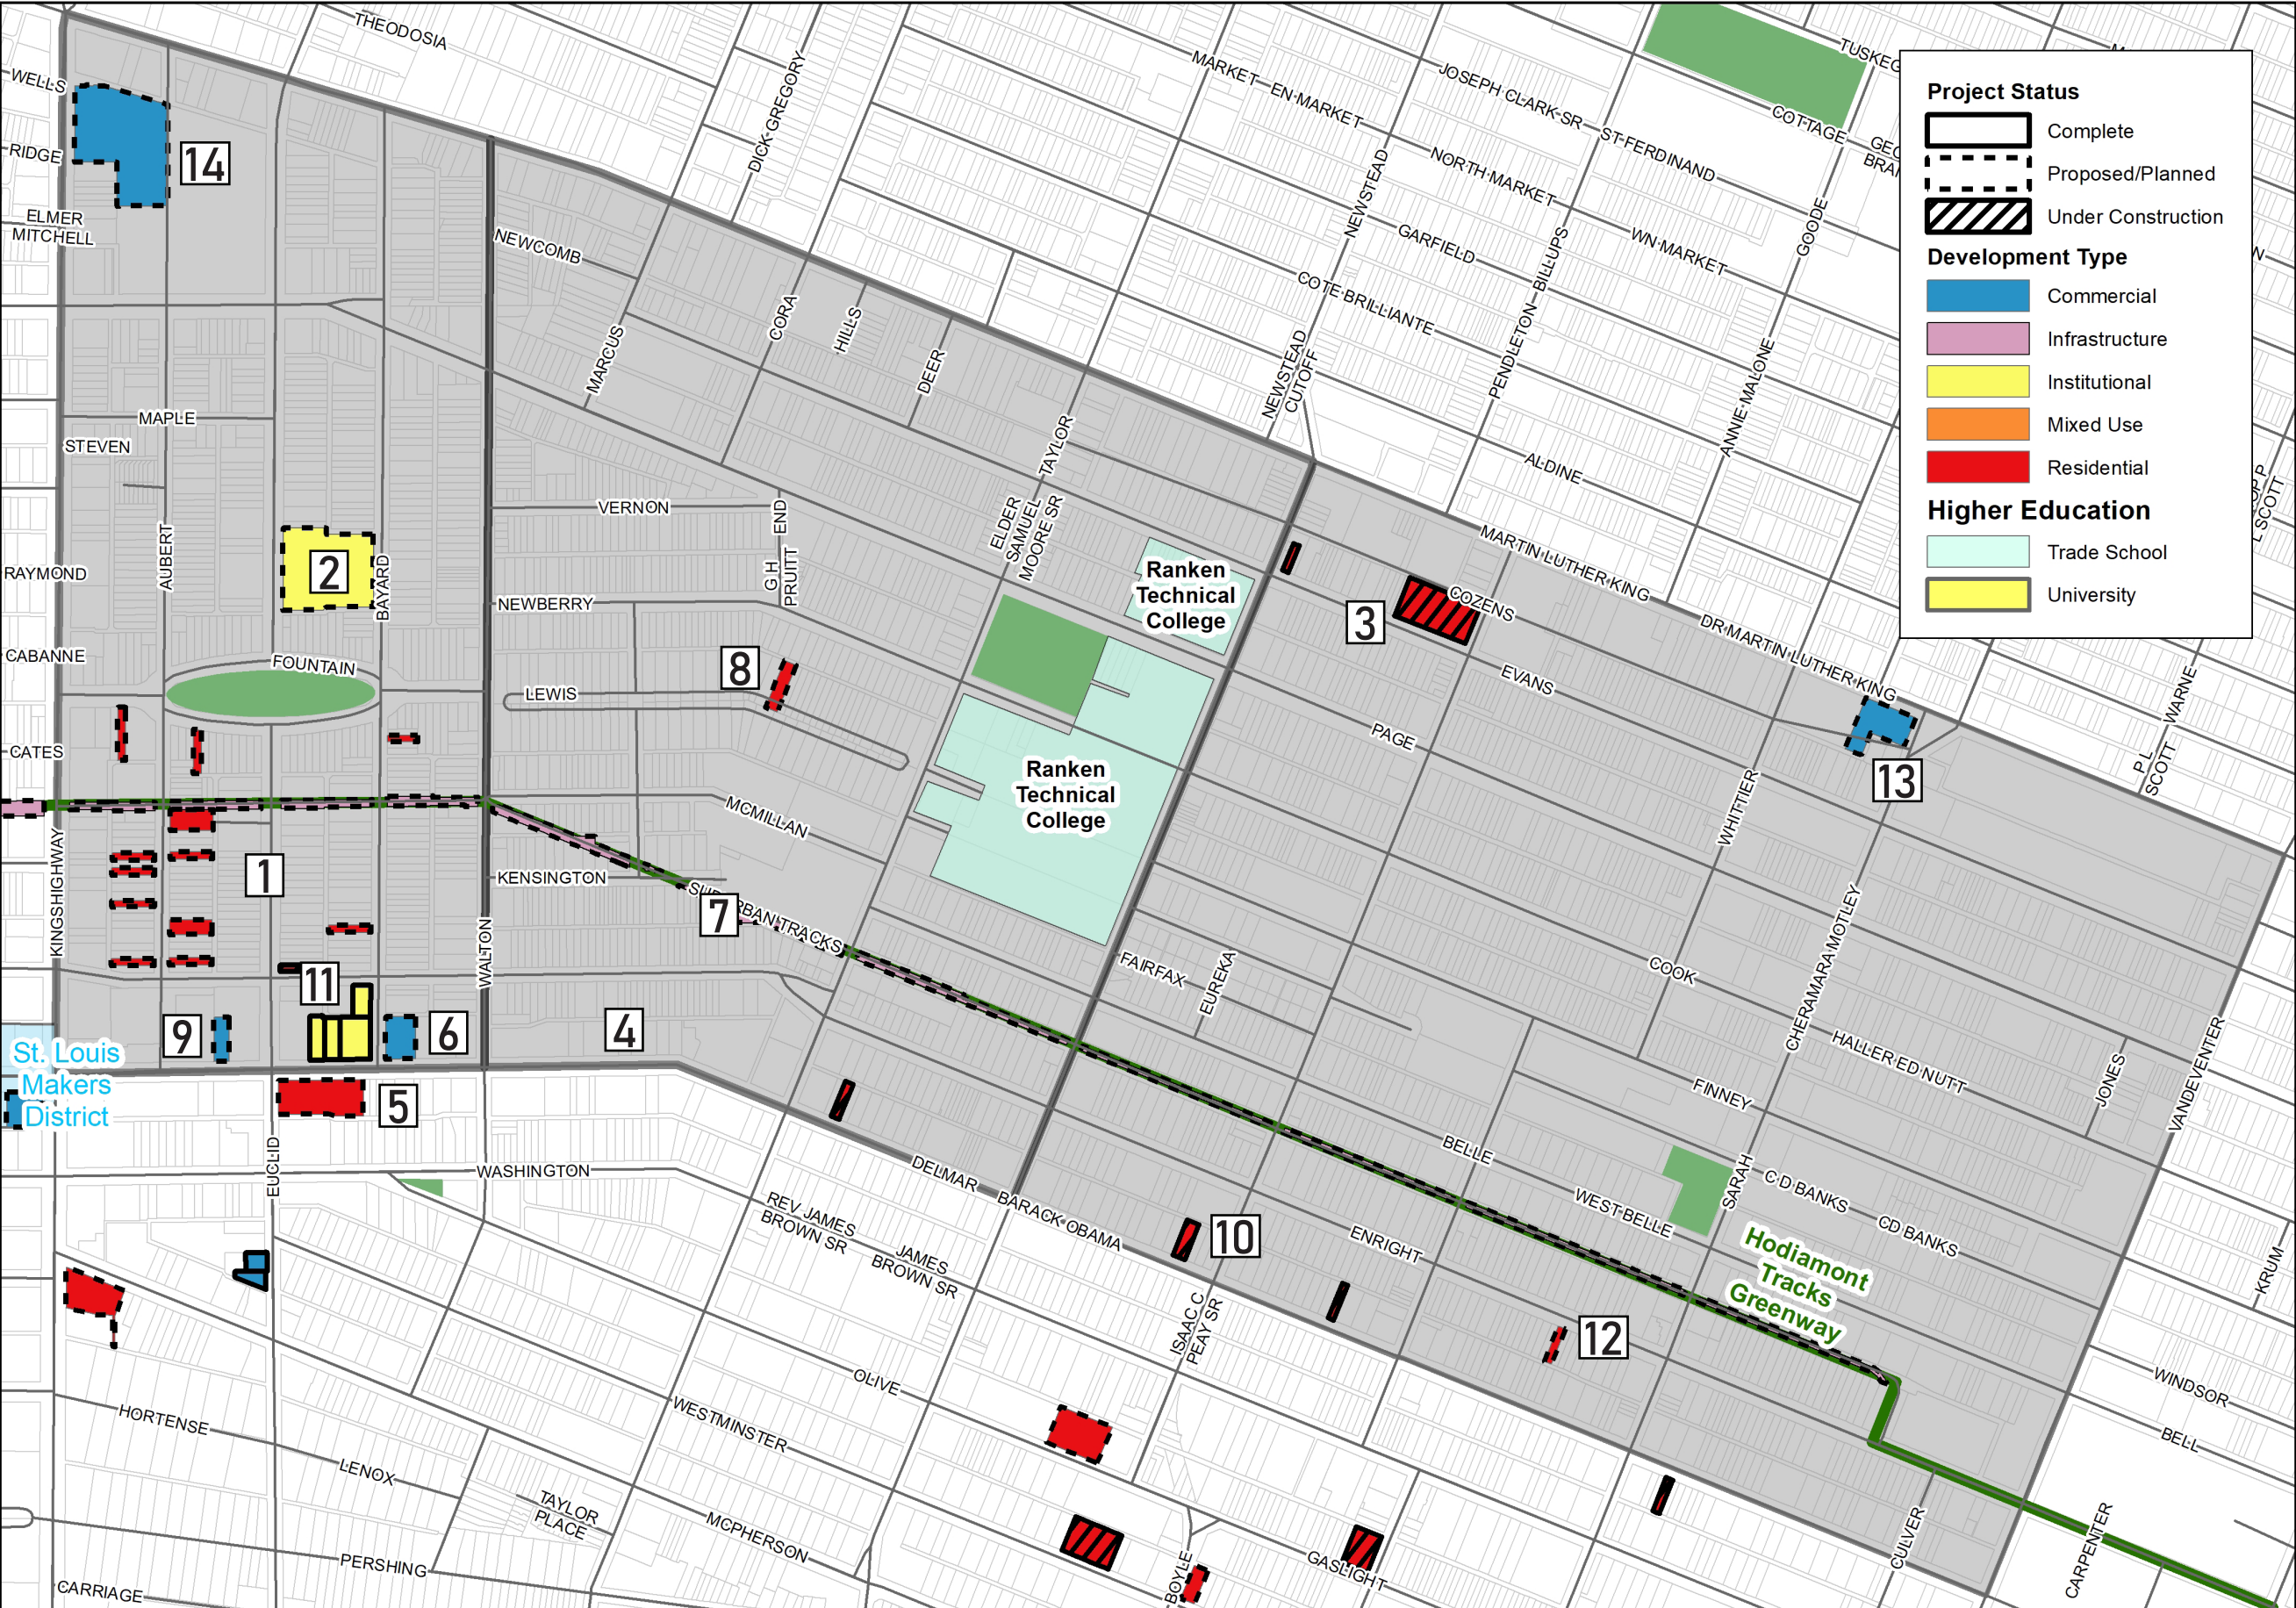 THEODOSIA
WELLS
RIDGE
ELMER
MITCHELL
14
DICK GREGORY
MARKET
EN MARKET
JOSEPH CLARK SR
ST FERDINAND
NORTH MARKET
GARFIELD
WN MARKET
COTE BRILLIANTE
NEWSTEAD
PENDLETON BILLUPS
GOODE
COTTAGE
NEWSTEAD
CUTOFF
ANNIE MALONE
ALDINE
Project Status
Complete
Proposed/Planned
Under Construction
Development Type
Commercial
Infrastructure
Institutional
Mixed Use
Residential
Higher Education
Trade School
University
NEWCOMB
MARCUS
CORA
HILLS
DEER
TAYLOR
MAPLE
STEVEN
AUBERT
RAYMOND
2
BAYARD
CABANNE
FOUNTAIN
CATES
VERNON
END
G H
PRUITT
NEWBERRY
LEWIS
8
ELDER
SAMUEL
MOORE SR
Ranken
Technical
College
Ranken
Technical
College
3
COZENS
EVANS
PAGE
MARTIN LUTHER KING
DR MARTIN LUTHER KING
13
WHITTIER
P L
SCOTT
WARNE
L SCOTT
MCMILLAN
KENSINGTON
7
KINGSHIGHWAY
1
WALTON
11
9
6
4
5
St. Louis
Makers
District
EUCLID
WASHINGTON
FAIRFAX
EUREKA
COOK
CHERAMARA MOTLEY
HALLER ED NUTT
FINNEY
JONES
VANDEVENTER
BELLE
WEST BELLE
SARAH
C D BANKS
CD BANKS
DELMAR
BARACK OBAMA
REV JAMES
BROWN SR
JAMES
BROWN SR
10
ENRIGHT
ISAAC C
PEAY SR
12
Hodiamont
Tracks
Greenway
KRUM
WINDSOR
BELL
OLIVE
WESTMINSTER
HORTENSE
LENOX
TAYLOR
PLACE
MCPHERSON
PERSHING
CARRIAGE
BOYLE
GASLIGHT
CULVER
CARPENTER